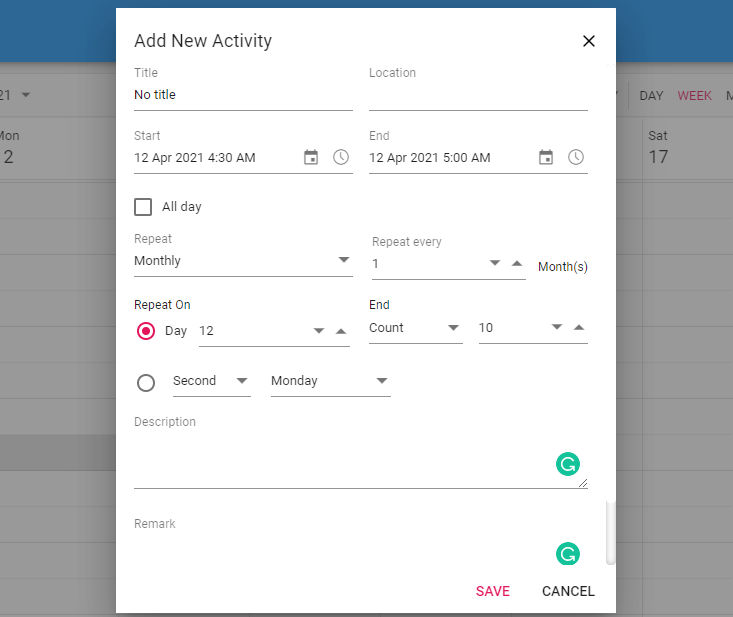 Add New Activity
Title
Location
No title
21
DAY WEEK M
Mon
2
Sat
17
Start
End
12 Apr 2021 4:30 AM
12 Apr 2021 5:00 AM
All day
Repeat
Repeat every
Monthly
1
Month(s)
Repeat On
End
Day 12
Count
10
Second
Monday
Description
Remark
SAVE
CANCEL